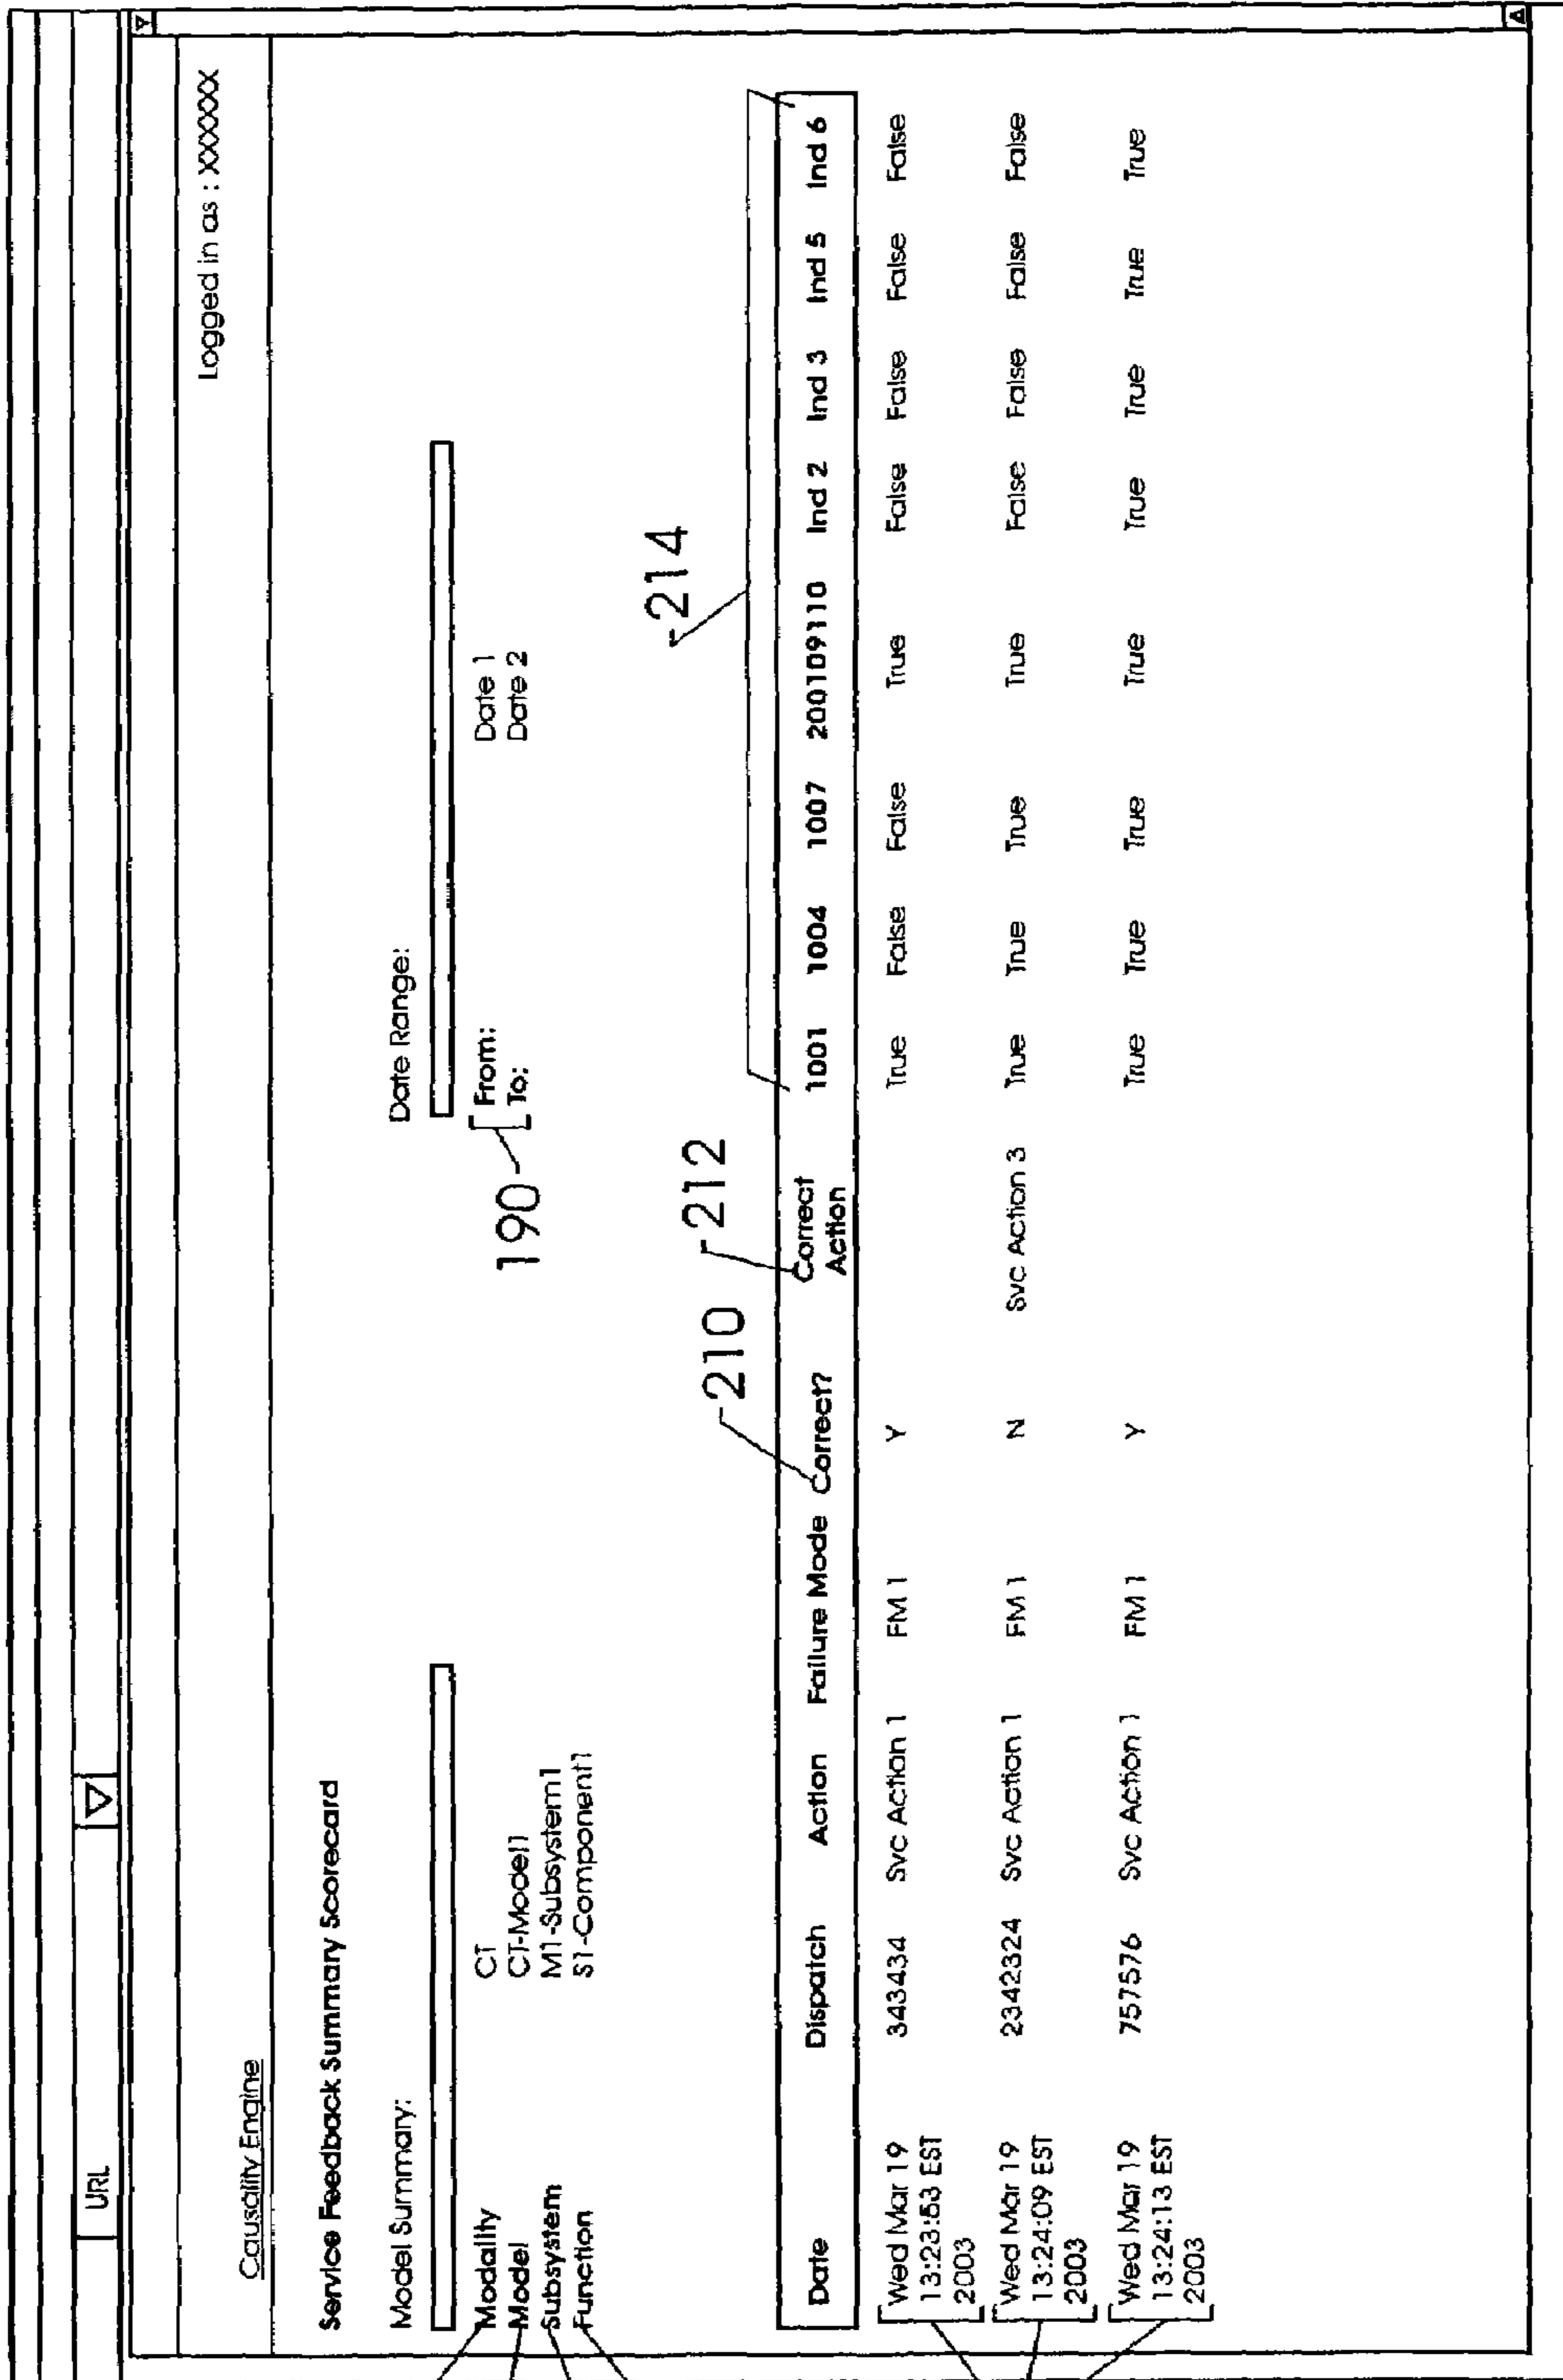 URL
Causality Engine
Logged in as : XXXXXX
Service Feedback Summary Scorecard
Model Summary:
Date Range:
Modality CT
Model CT-Model1
Subsystem M1-Subsystem1
Function S1-Component1
From: Date 1
To: Date 2
190
210
212
214
Date Dispatch Action Failure Mode Correct? Correct Action 1001 1004 1007 200109110 Ind 2 Ind 3 Ind 5 Ind 6
Wed Mar 19 343434 Svc Action 1 FM 1 Y True False False True False False False False
13:23:53 EST
2003
Wed Mar 19 2342324 Svc Action 1 FM 1 N Svc Action 3 True True True True False False False False
13:24:09 EST
2003
Wed Mar 19 757576 Svc Action 1 FM 1 Y True True True True True True True True
13:24:13 EST
2003